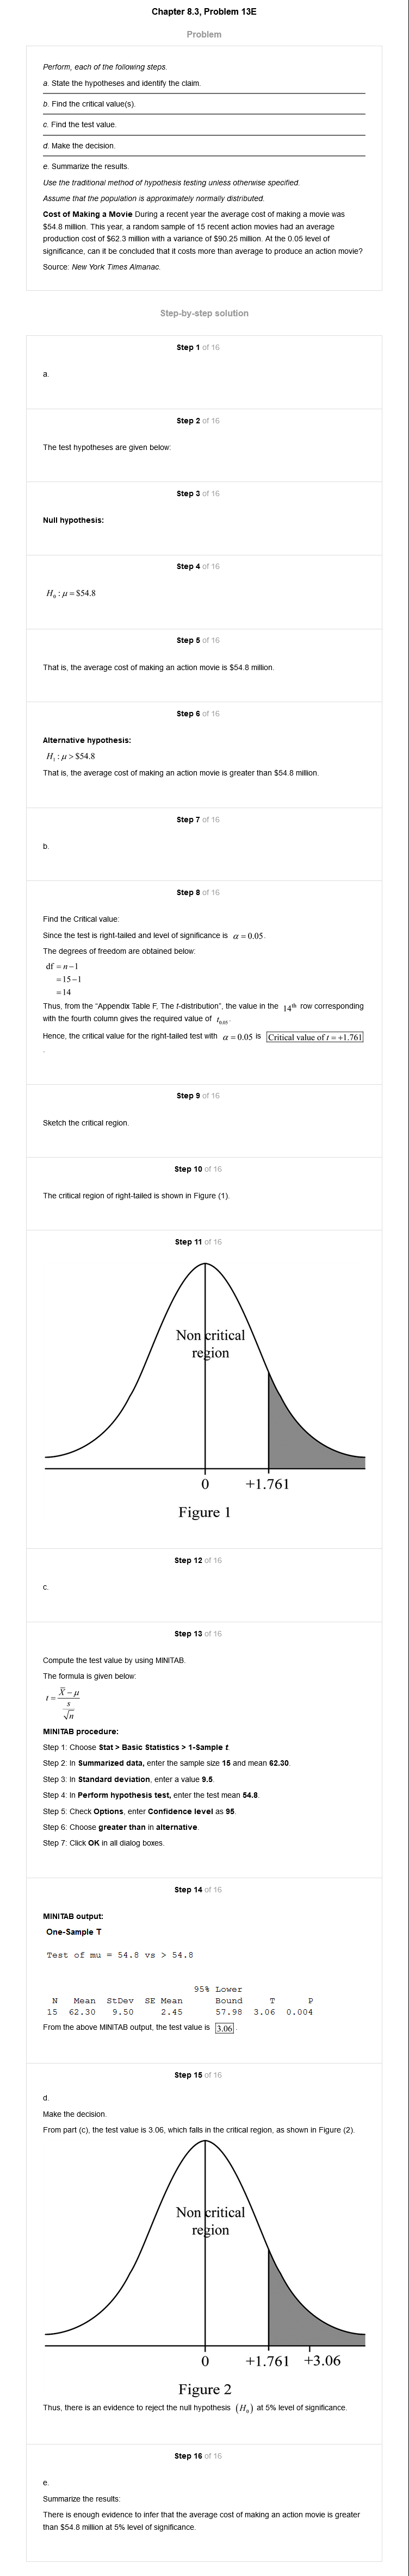 Chapter 8.3, Problem 13E
Problem
Perform, each of the following steps.
a. State the hypotheses and identify the claim.
b. Find the critical value(s).
c. Find the test value.
d. Make the decision.
e. Summarize the results.
Use the traditional method of hypothesis testing unless otherwise specified.
Assume that the population is approximately normally distributed.
Cost of Making a Movie During a recent year the average cost of making a movie was
$54.8 million. This year, a random sample of 15 recent action movies had an average
production cost of $62.3 million with a variance of $90.25 million. At the 0.05 level of
significance, can it be concluded that it costs more than average to produce an action movie?
Source: New York Times Almanac.
Step-by-step solution
Step 1 of 16
a.
Step 2 of 16
The test hypotheses are given below:
Step 3 of 16
Null hypothesis:
Step 4 of 16
H₀ : μ = $54.8
Step 5 of 16
That is, the average cost of making an action movie is $54.8 million.
Step 6 of 16
Alternative hypothesis:
H₁ : μ > $54.8
That is, the average cost of making an action movie is greater than $54.8 million.
Step 7 of 16
b.
Step 8 of 16
Find the Critical value:
Since the test is right-tailed and level of significance is α = 0.05.
The degrees of freedom are obtained below:
df = n−1
=15−1
=14
Thus, from the “Appendix Table F, The t-distribution”, the value in the 14th row corresponding
with the fourth column gives the required value of t0.05.
Hence, the critical value for the right-tailed test with α = 0.05 is Critical value of t = +1.761
.
Step 9 of 16
Sketch the critical region.
Step 10 of 16
The critical region of right-tailed is shown in Figure (1).
Step 11 of 16
Non critical
region
0 +1.761
Figure 1
Step 12 of 16
c.
Step 13 of 16
Compute the test value by using MINITAB.
The formula is given below:
t = (X̄ − μ) / (s / √n)
MINITAB procedure:
Step 1: Choose Stat > Basic Statistics > 1-Sample t.
Step 2: In Summarized data, enter the sample size 15 and mean 62.30.
Step 3: In Standard deviation, enter a value 9.5.
Step 4: In Perform hypothesis test, enter the test mean 54.8.
Step 5: Check Options, enter Confidence level as 95.
Step 6: Choose greater than in alternative.
Step 7: Click OK in all dialog boxes.
Step 14 of 16
MINITAB output:
One-Sample T
Test of mu = 54.8 vs > 54.8
95% Lower
N Mean StDev SE Mean Bound T P
15 62.30 9.50 2.45 57.98 3.06 0.004
From the above MINITAB output, the test value is 3.06.
Step 15 of 16
d.
Make the decision.
From part (c), the test value is 3.06, which falls in the critical region, as shown in Figure (2).
Non critical
region
0 +1.761 +3.06
Figure 2
Thus, there is an evidence to reject the null hypothesis (H₀) at 5% level of significance.
Step 16 of 16
e.
Summarize the results:
There is enough evidence to infer that the average cost of making an action movie is greater
than $54.8 million at 5% level of significance.